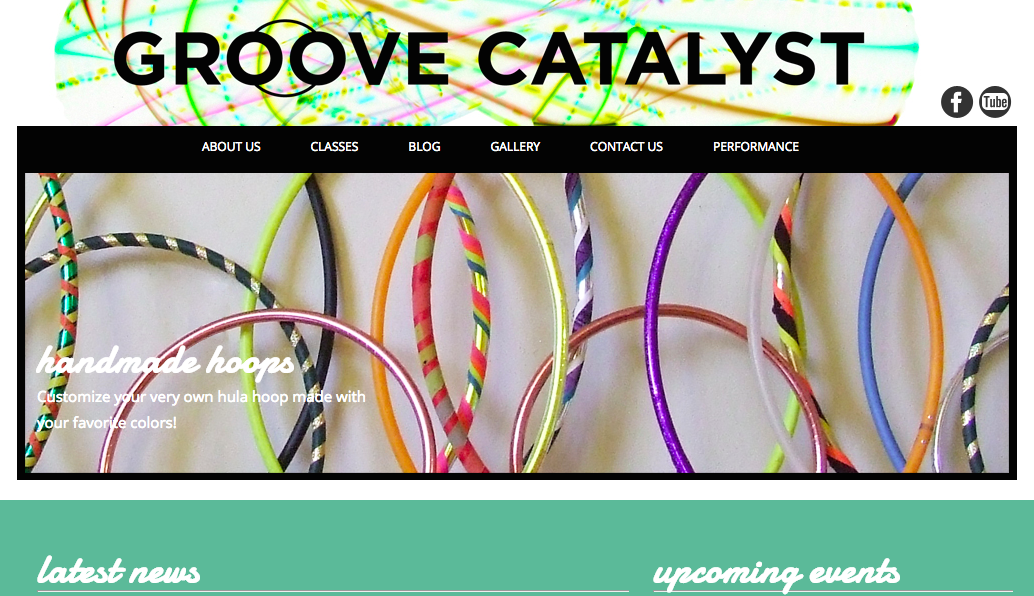 GROOVE CATALYST
f
Tube
ABOUT US CLASSES BLOG GALLERY CONTACT US PERFORMANCE
handmade hoops
Customize your very own hula hoop made with
your favorite colors!
latest news
upcoming events